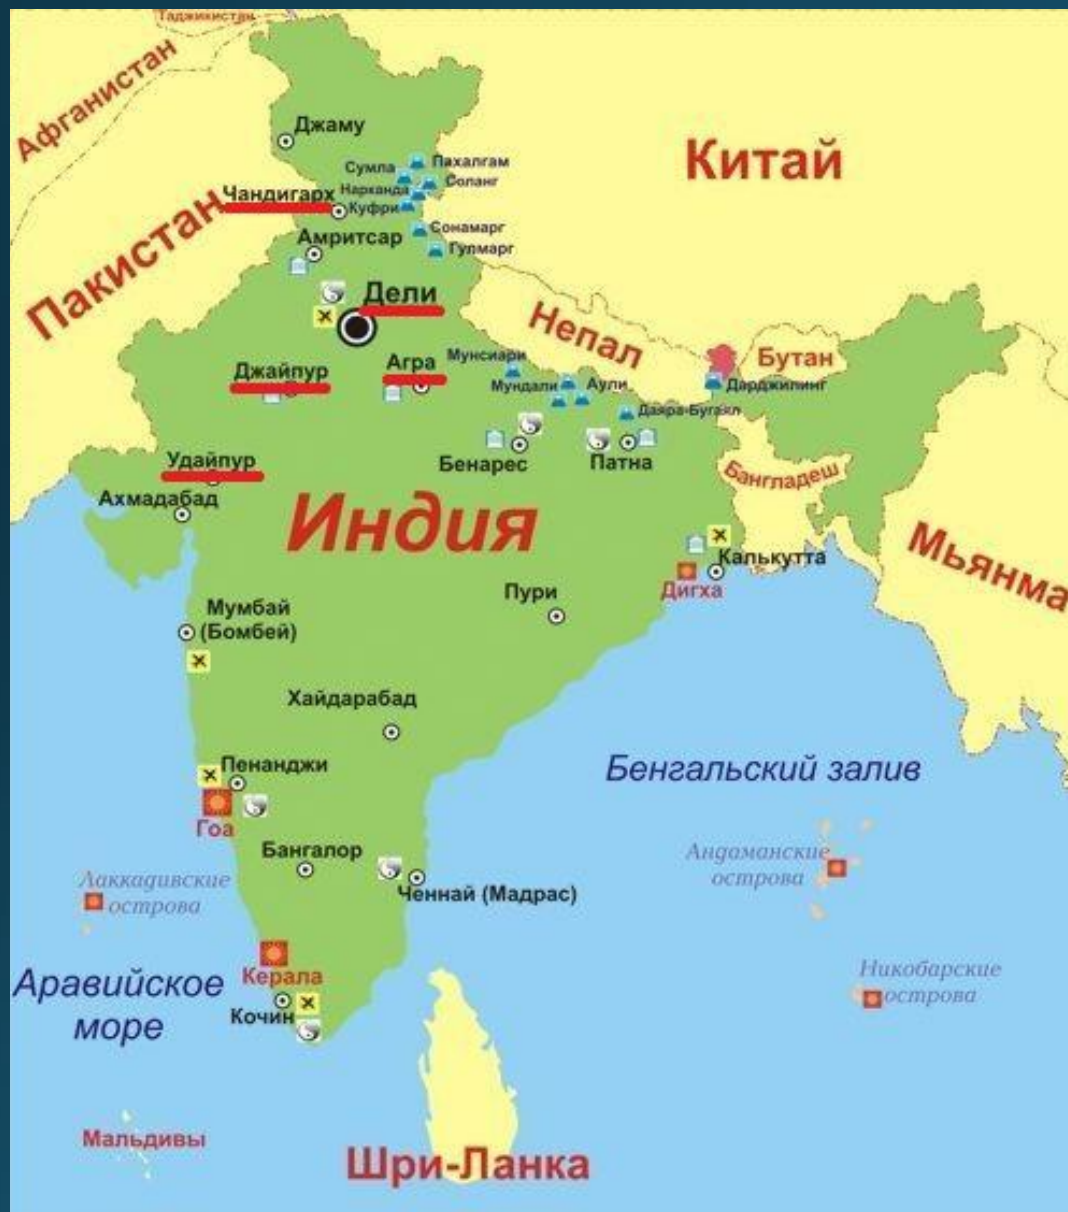 Таджикистан
Афганистан
Джаму
Китай
Пахалгам
Сумла
Соланг
Нарканда
Чандигарх
Куфри
Пакистан
Сонамарг
Амритсар
Гулмарг
Дели
Непал
Бутан
Мунсиари
Агра
Джайпур
Мундали
Аули
Дарджилинг
Даяра-Бугаял
Бенарес
Патна
Удайпур
Бангладеш
Ахмадабад
Индия
Мьянма
Калькутта
Дигха
Пури
Мумбай
(Бомбей)
Хайдарабад
Пенанджи
Бенгальский залив
Гоа
Бангалор
Андаманские
острова
Лаккадивские
острова
Ченнай (Мадрас)
Керала
Никобарские
острова
Аравийское
море
Кочин
Мальдивы
Шри-Ланка